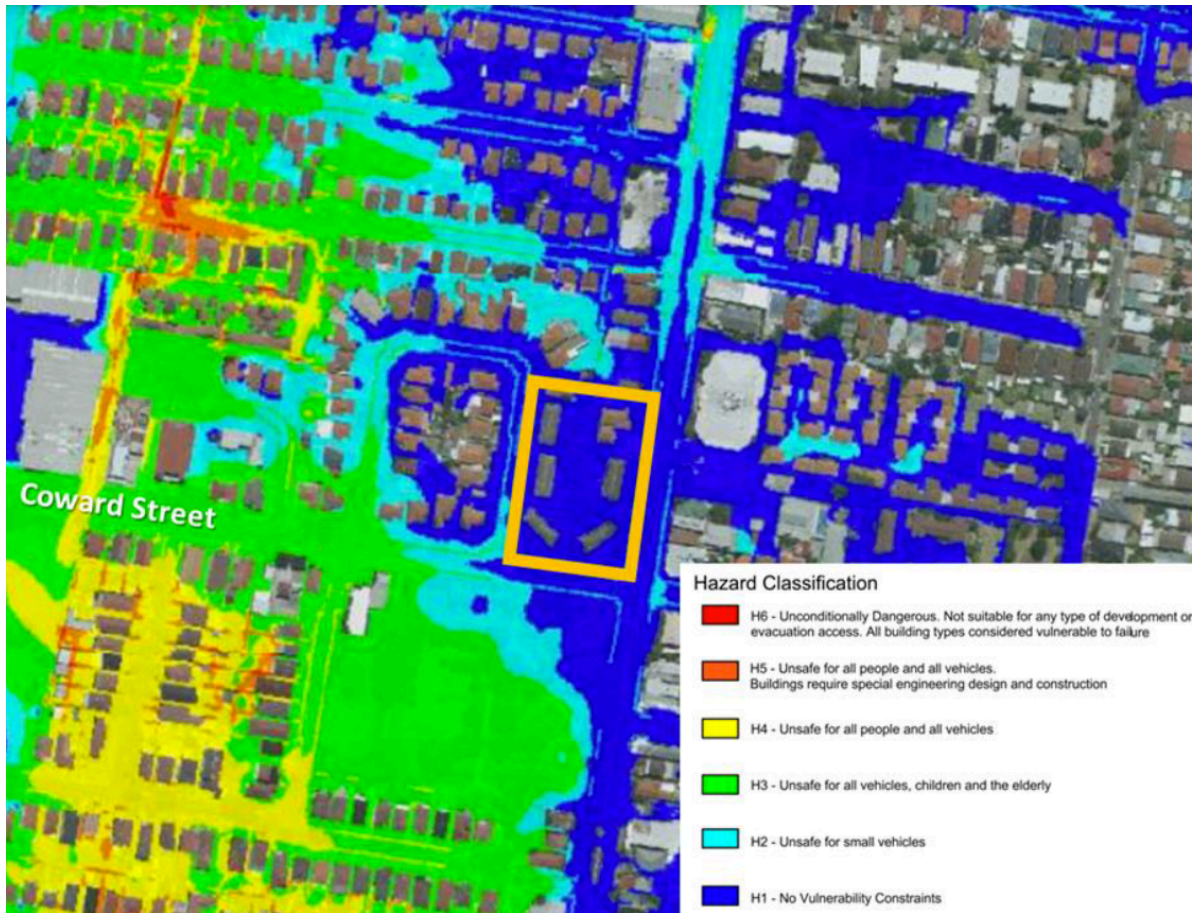 Coward Street
Hazard Classification
H6 - Unconditionally Dangerous. Not suitable for any type of development or
evacuation access. All building types considered vulnerable to failure
H5 - Unsafe for all people and all vehicles.
Buildings require special engineering design and construction
H4 - Unsafe for all people and all vehicles
H3 - Unsafe for all vehicles, children and the elderly
H2 - Unsafe for small vehicles
H1 - No Vulnerability Constraints